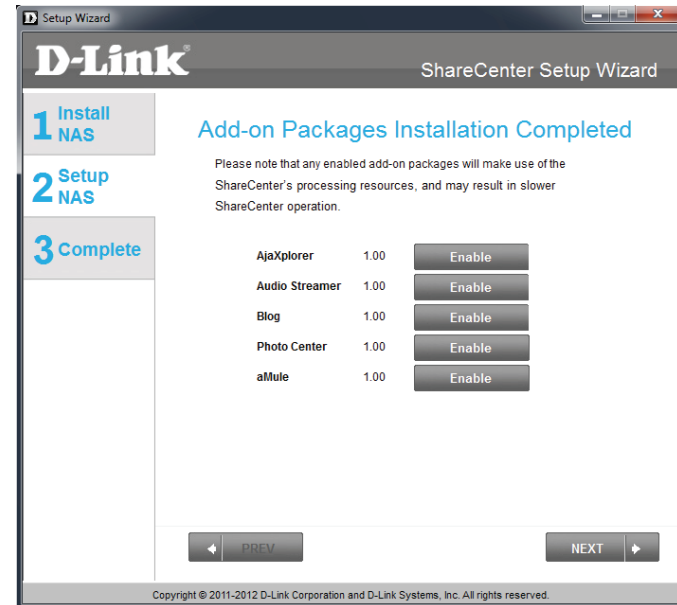 Setup Wizard
D-Link®
ShareCenter Setup Wizard
1 Install NAS
2 Setup NAS
3 Complete
Add-on Packages Installation Completed
Please note that any enabled add-on packages will make use of the
ShareCenter's processing resources, and may result in slower
ShareCenter operation.
AjaXplorer 1.00 Enable
Audio Streamer 1.00 Enable
Blog 1.00 Enable
Photo Center 1.00 Enable
aMule 1.00 Enable
PREV
NEXT
Copyright © 2011-2012 D-Link Corporation and D-Link Systems, Inc. All rights reserved.